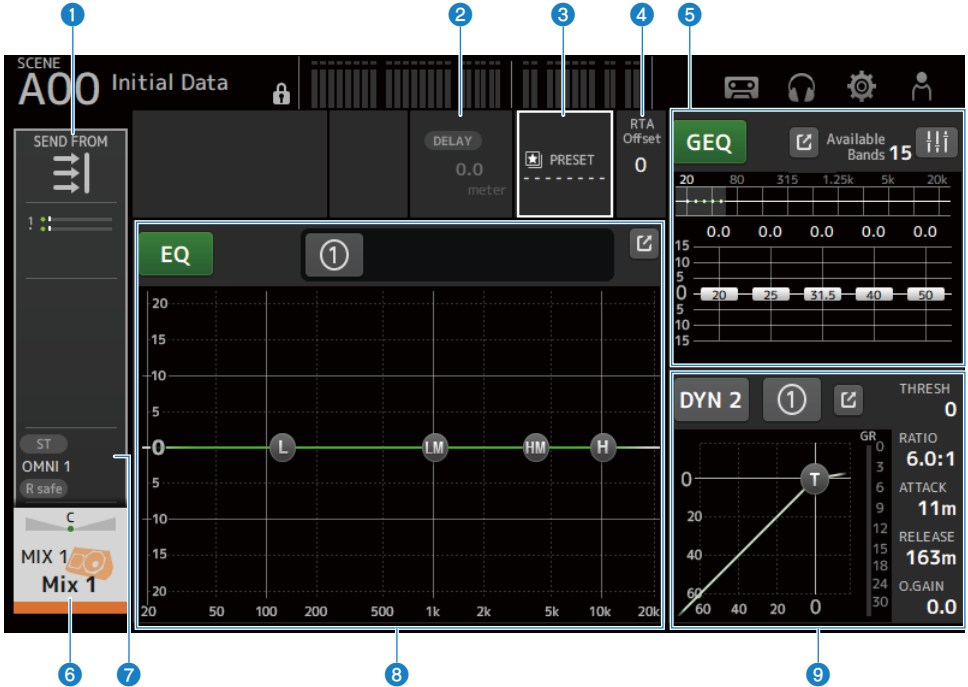 1
2
3
4
5
SCENE
A00 Initial Data
SEND FROM
1
DELAY
0.0
meter
PRESET
--------
RTA
Offset
0
GEQ
Available
Bands 15
20 80 315 1.25k 5k 20k
0.0 0.0 0.0 0.0 0.0
15
10
5
0
5
10
15
20 25 31.5 40 50
EQ
1
20
15
10
5
0
5
10
15
20
L LM HM H
20 50 100 200 500 1k 2k 5k 10k 20k
DYN 2
1
THRESH
0
RATIO
6.0:1
ATTACK
11m
RELEASE
163m
O.GAIN
0.0
GR
0
3
6
9
12
15
18
24
30
T
0
20
40
60
60 40 20 0
ST
OMNI 1
R safe
C
MIX 1
Mix 1
6
7
8
9